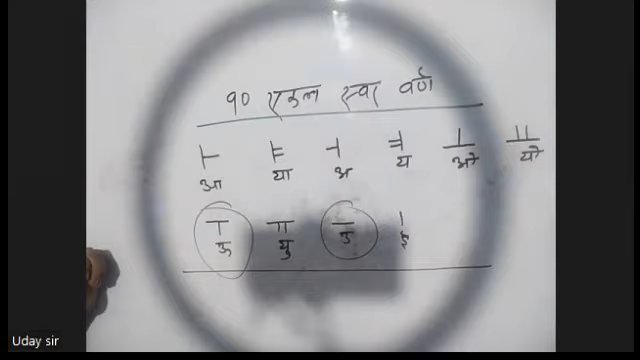 १० एकल स्वर वर्ण
ㅏ ㅑ ㅓ ㅕ ㅗ ㅛ
आ या अ य ओ यो
ㅜ ㅠ ㅡ ㅣ
ऊ यु उ इ
Uday sir